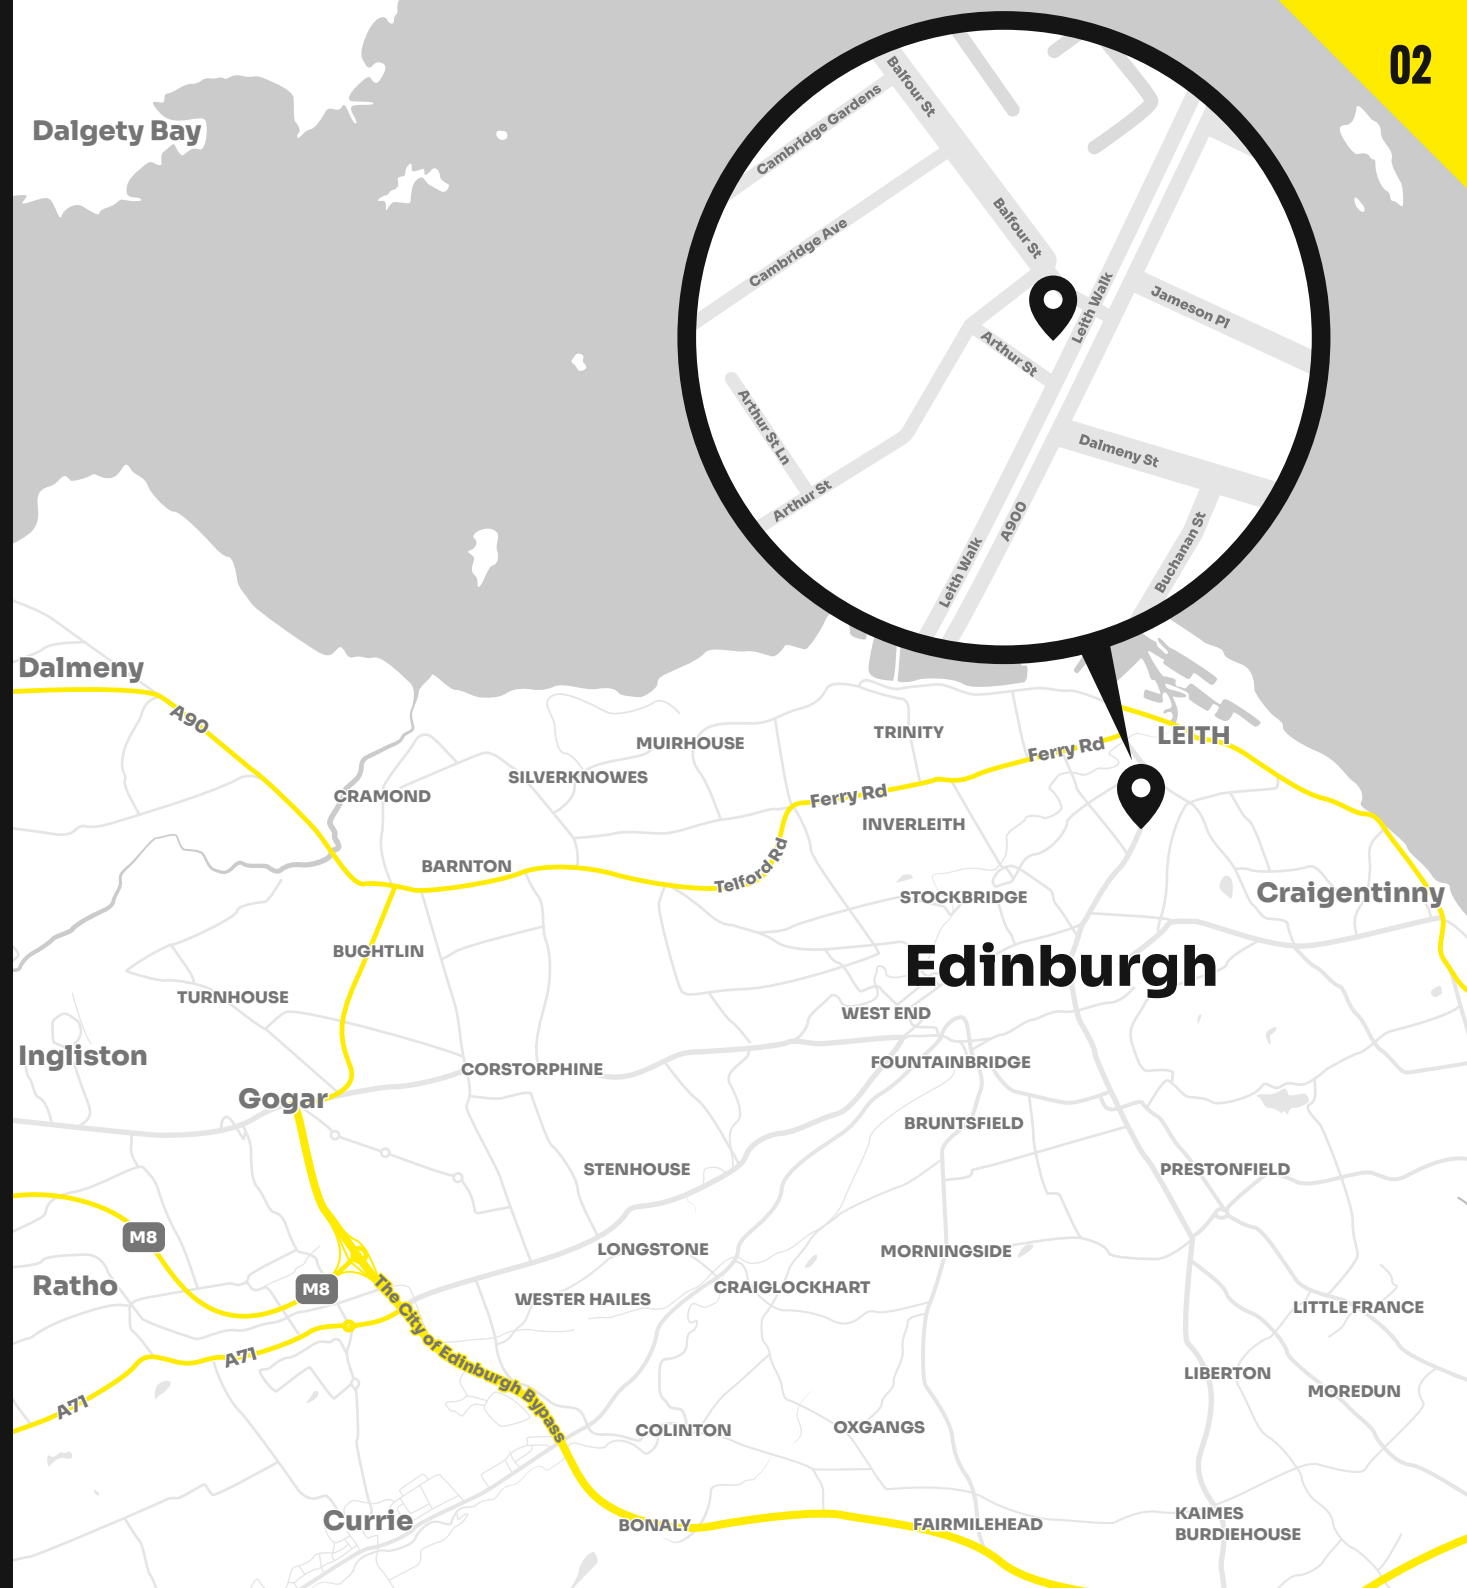 02
Balfour St
Cambridge Gardens
Balfour St
Cambridge Ave
Leith Walk
Jameson Pl
Arthur St
Arthur St Ln
Dalmeny St
Arthur St
A900
Buchanan St
Leith Walk
Dalgety Bay
Dalmeny
A90
MUIRHOUSE
TRINITY
LEITH
Ferry Rd
SILVERKNOWES
CRAMOND
Ferry Rd
INVERLEITH
BARNTON
Telford Rd
STOCKBRIDGE
Craigentinny
BUGHTLIN
Edinburgh
TURNHOUSE
WEST END
Ingliston
CORSTORPHINE
FOUNTAINBRIDGE
Gogar
BRUNTSFIELD
STENHOUSE
PRESTONFIELD
M8
LONGSTONE
MORNINGSIDE
Ratho
M8
CRAIGLOCKHART
WESTER HAILES
LITTLE FRANCE
The City of Edinburgh Bypass
A71
LIBERTON
MOREDUN
A71
COLINTON
OXGANGS
Currie
BONALY
FAIRMILEHEAD
KAIMES
BURDIEHOUSE